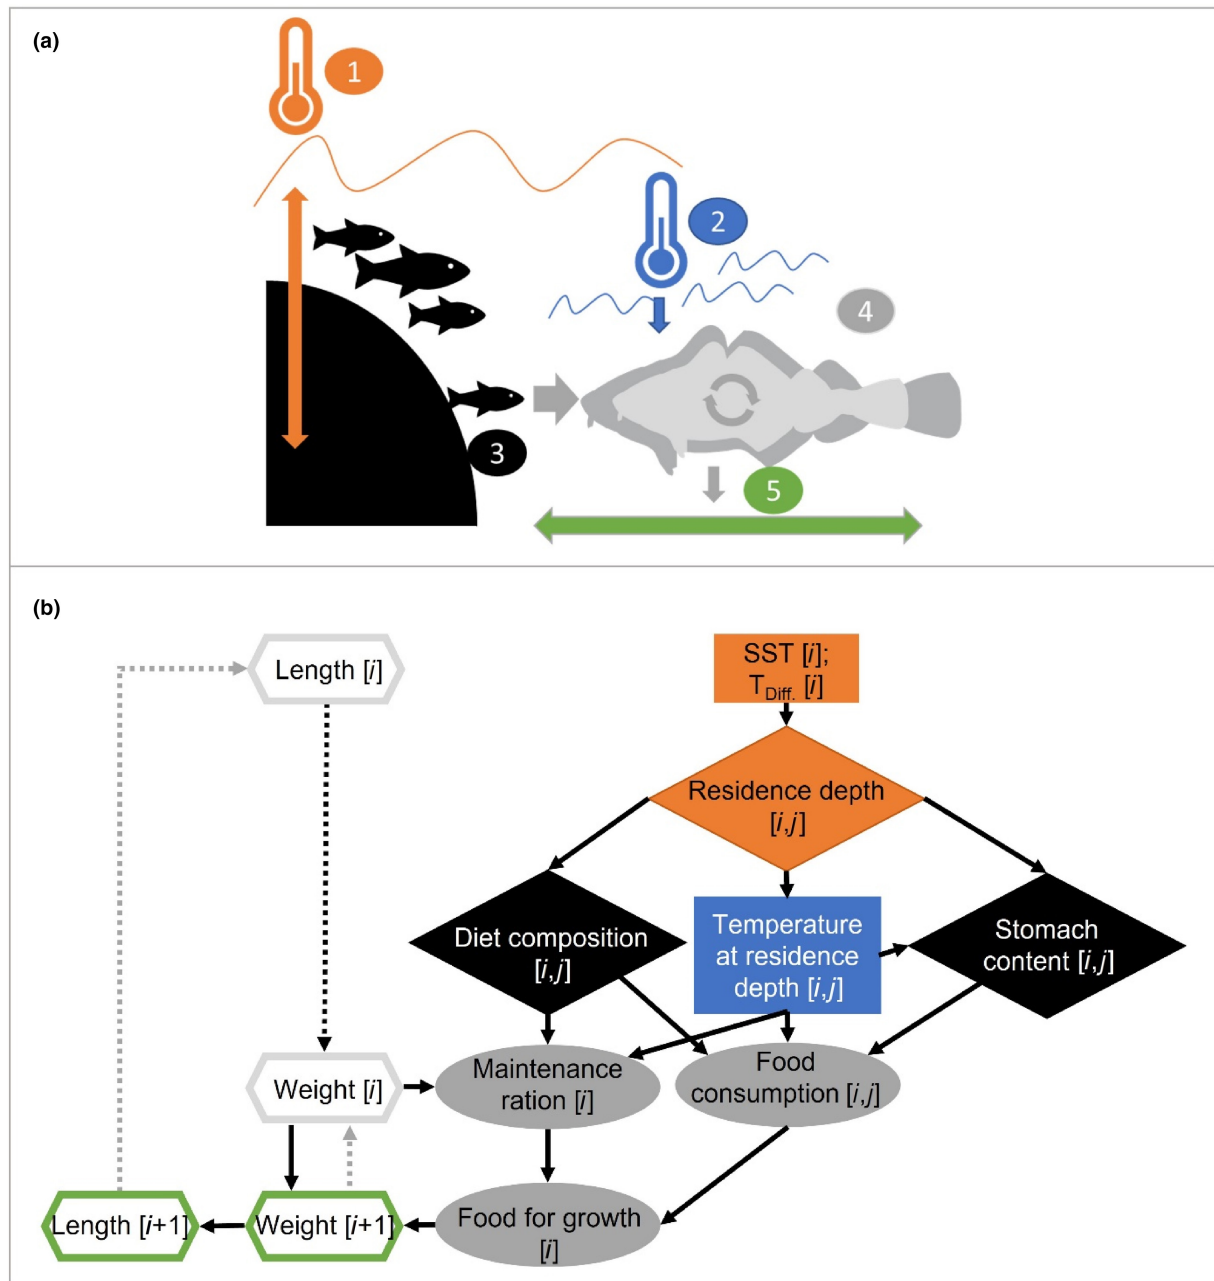 (a)
1
2
4
3
5
(b)
Length [i]
SST [i];
TDiff. [i]
Residence depth
[i,j]
Diet composition
[i,j]
Temperature
at residence
depth [i,j]
Stomach
content [i,j]
Weight [i]
Maintenance
ration [i]
Food
consumption [i,j]
Length [i+1]
Weight [i+1]
Food for growth
[i]